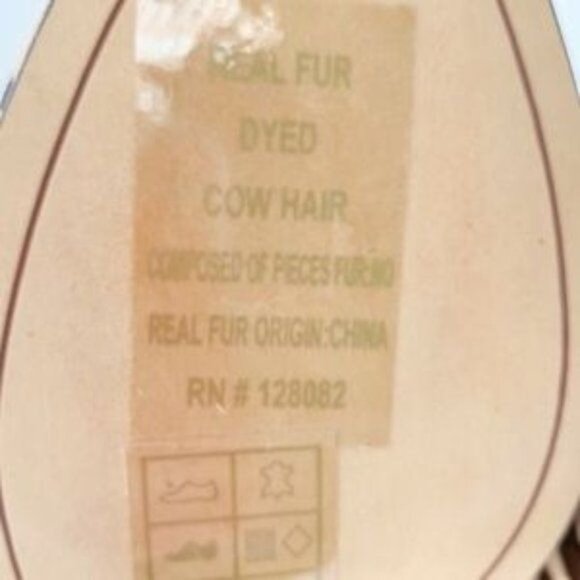 REAL FUR
DYED
COW HAIR
COMPOSED OF PIECES FUR:NO
REAL FUR ORIGIN:CHINA
RN # 128082